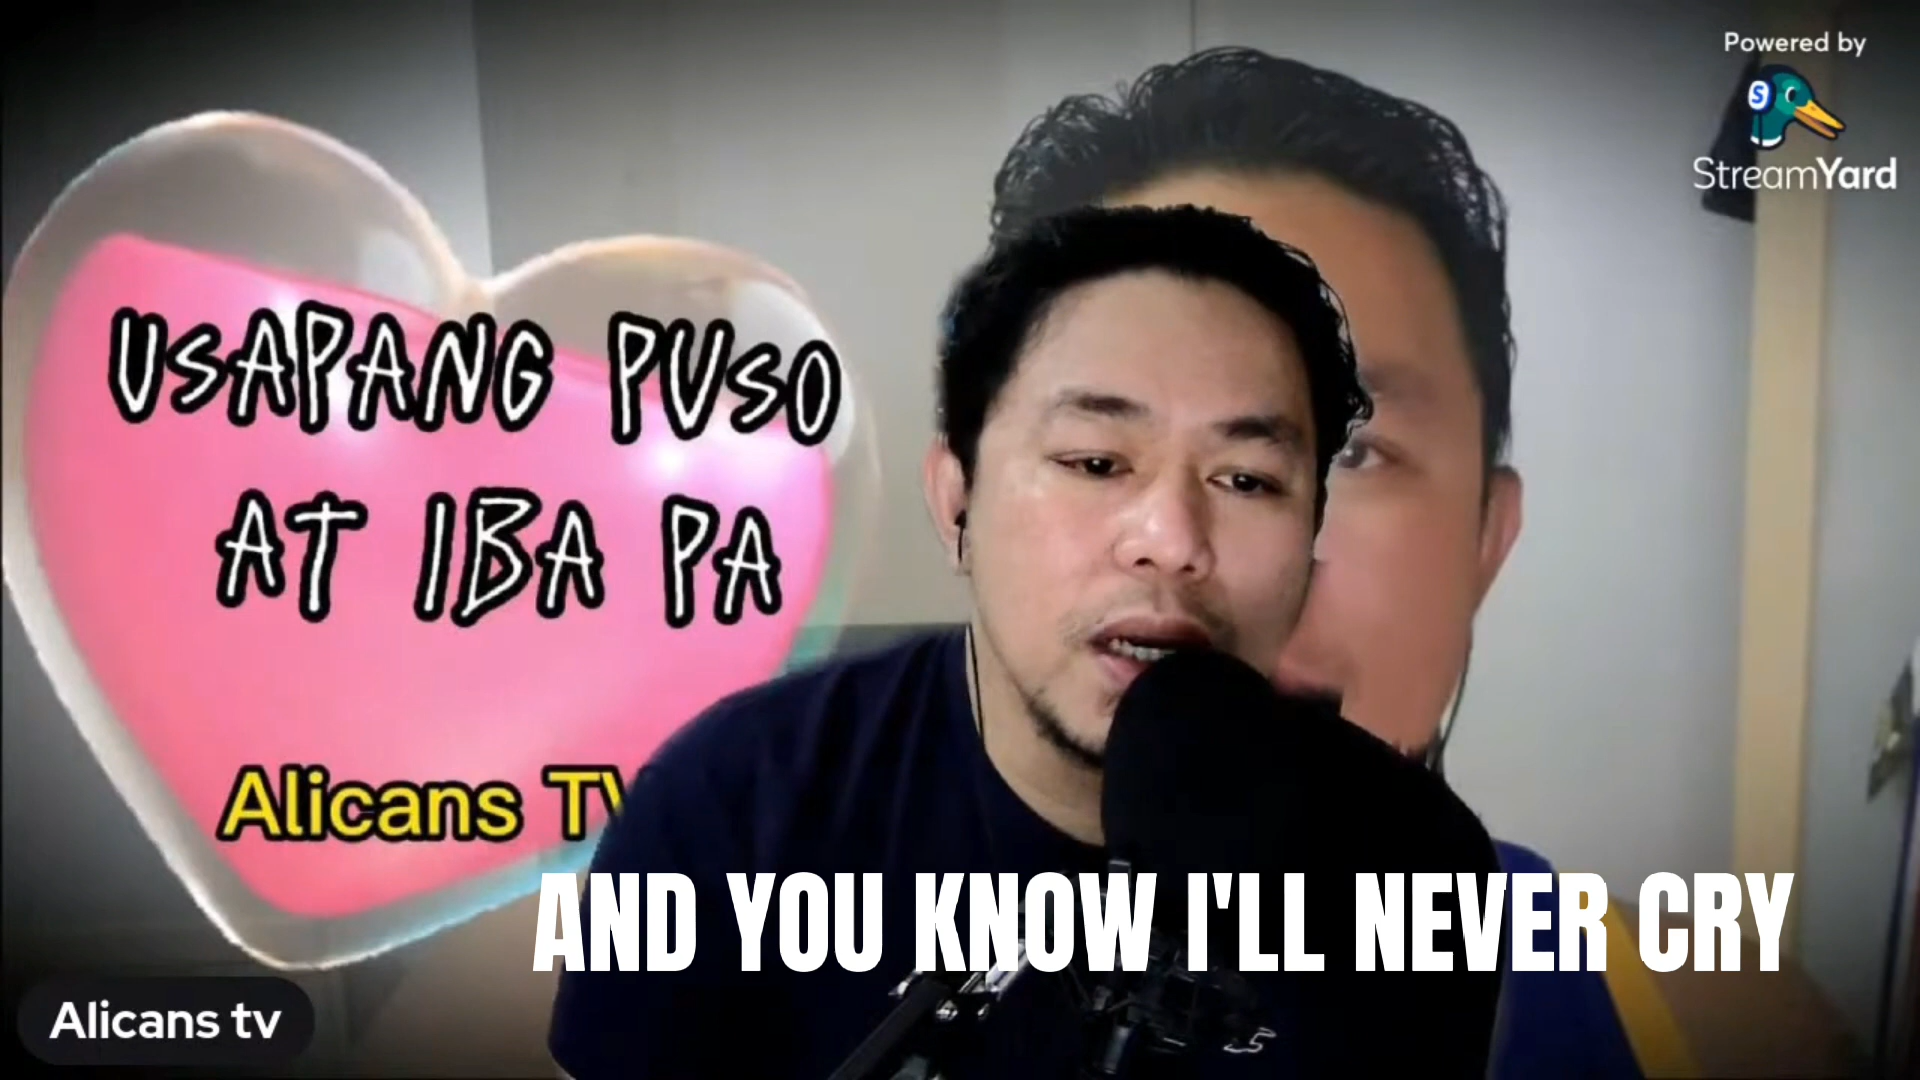 Powered by
StreamYard
USAPANG PUSO
AT IBA PA
Alicans TV
AND YOU KNOW I'LL NEVER CRY
Alicans tv